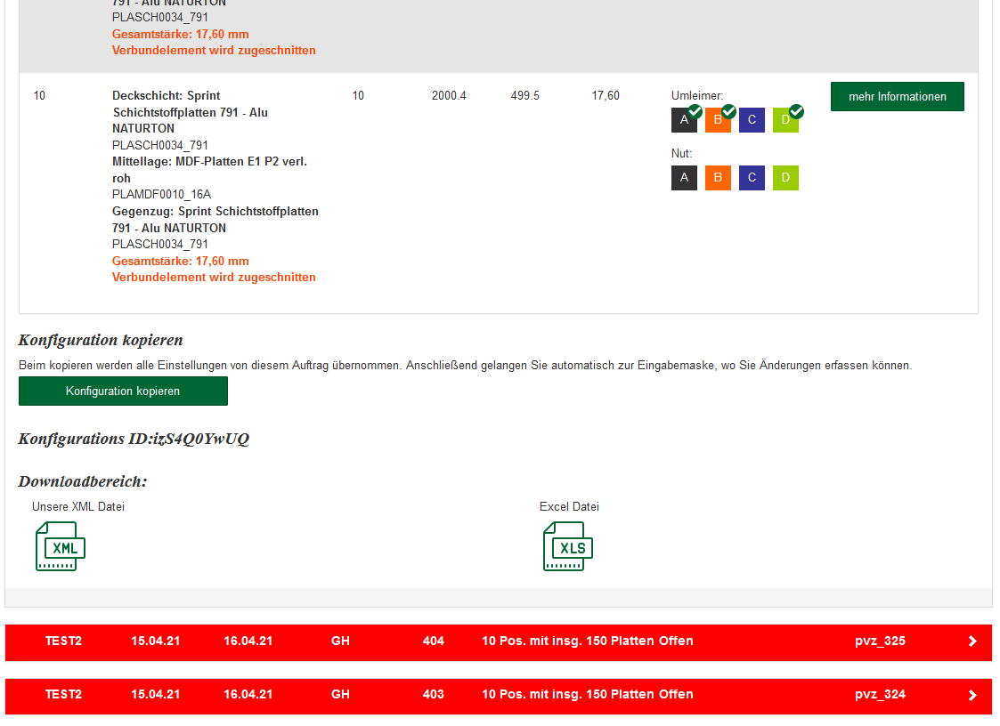 791 - Alu NATURTON
PLASCH0034_791
Gesamtstärke: 17,60 mm
Verbundelement wird zugeschnitten
10 Deckschicht: Sprint 10 2000.4 499.5 17,60 Umleimer: mehr Informationen
Schichtstoffplatten 791 - Alu A B C D
NATURTON
PLASCH0034_791 Nut:
Mittellage: MDF-Platten E1 P2 verl.
roh A B C D
PLAMDF0010_16A
Gegenzug: Sprint Schichtstoffplatten
791 - Alu NATURTON
PLASCH0034_791
Gesamtstärke: 17,60 mm
Verbundelement wird zugeschnitten
Konfiguration kopieren
Beim kopieren werden alle Einstellungen von diesem Auftrag übernommen. Anschließend gelangen Sie automatisch zur Eingabemaske, wo Sie Änderungen erfassen können.
Konfiguration kopieren
Konfigurations ID:izS4Q0YwUQ
Downloadbereich:
Unsere XML Datei Excel Datei
XML XLS
TEST2 15.04.21 16.04.21 GH 404 10 Pos. mit insg. 150 Platten Offen pvz_325
TEST2 15.04.21 16.04.21 GH 403 10 Pos. mit insg. 150 Platten Offen pvz_324